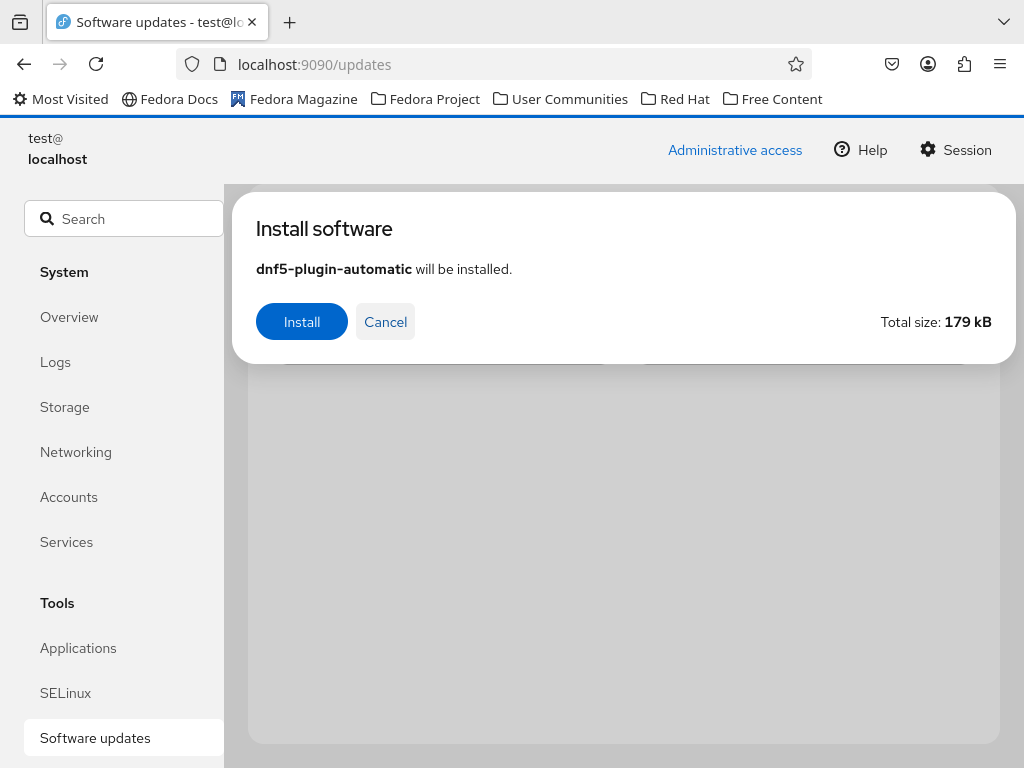 Software updates - test@lo
localhost:9090/updates
Most Visited Fedora Docs Fedora Magazine Fedora Project User Communities Red Hat Free Content
test@
localhost
Administrative access Help Session
Search
System
Overview
Logs
Storage
Networking
Accounts
Services
Tools
Applications
SELinux
Software updates
Install software
dnf5-plugin-automatic will be installed.
Install Cancel Total size: 179 kB